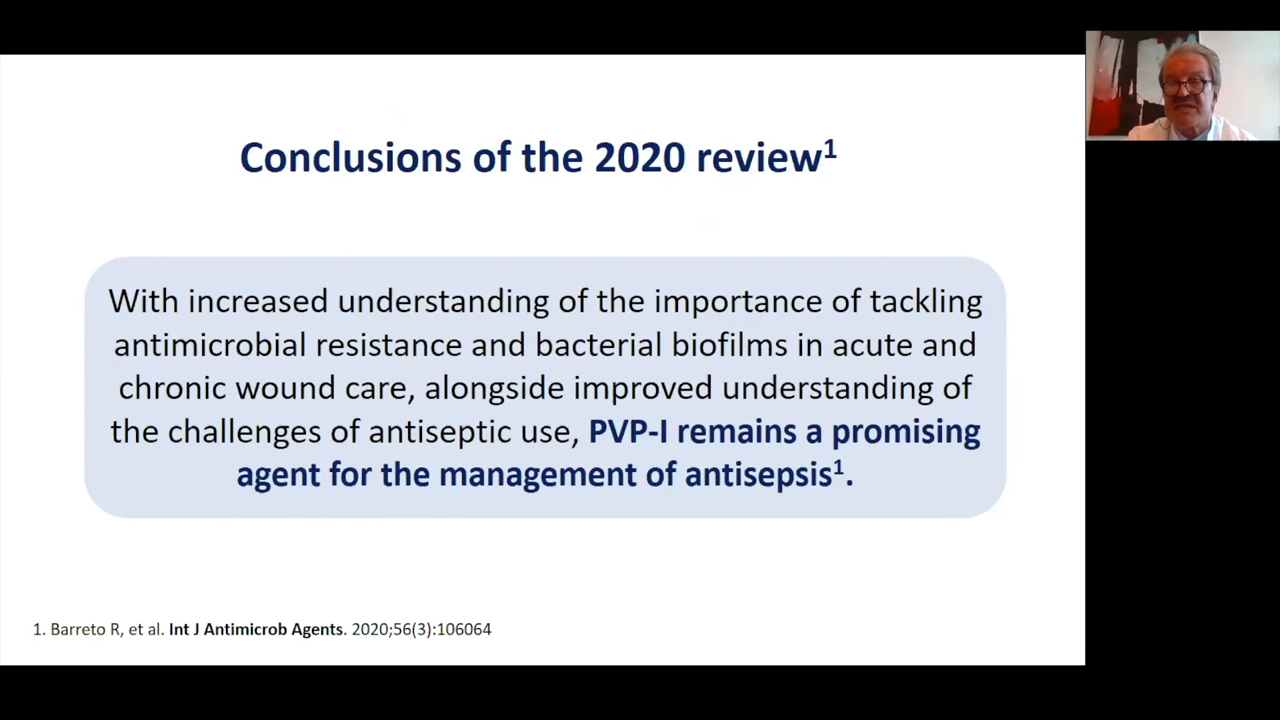 Conclusions of the 2020 review¹
With increased understanding of the importance of tackling
antimicrobial resistance and bacterial biofilms in acute and
chronic wound care, alongside improved understanding of
the challenges of antiseptic use, PVP-I remains a promising
agent for the management of antisepsis¹.
1. Barreto R, et al. Int J Antimicrob Agents. 2020;56(3):106064